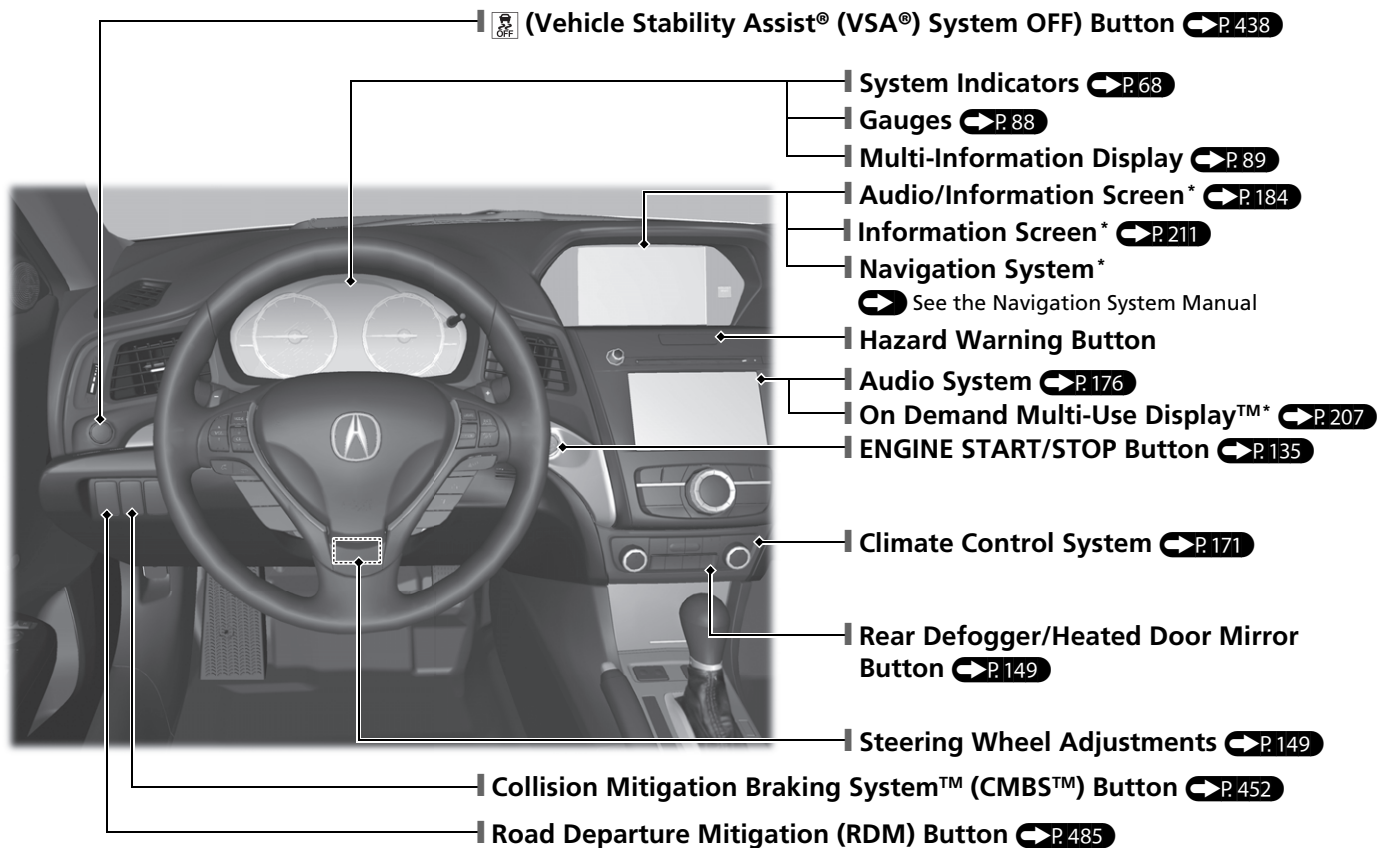 OFF (Vehicle Stability Assist® (VSA®) System OFF) Button P. 438
System Indicators P. 68
Gauges P. 88
Multi-Information Display P. 89
Audio/Information Screen* P. 184
Information Screen* P. 211
Navigation System*
See the Navigation System Manual
Hazard Warning Button
Audio System P. 176
On Demand Multi-Use Display™* P. 207
ENGINE START/STOP Button P. 135
Climate Control System P. 171
Rear Defogger/Heated Door Mirror
Button P. 149
Steering Wheel Adjustments P. 149
Collision Mitigation Braking System™ (CMBS™) Button P. 452
Road Departure Mitigation (RDM) Button P. 485